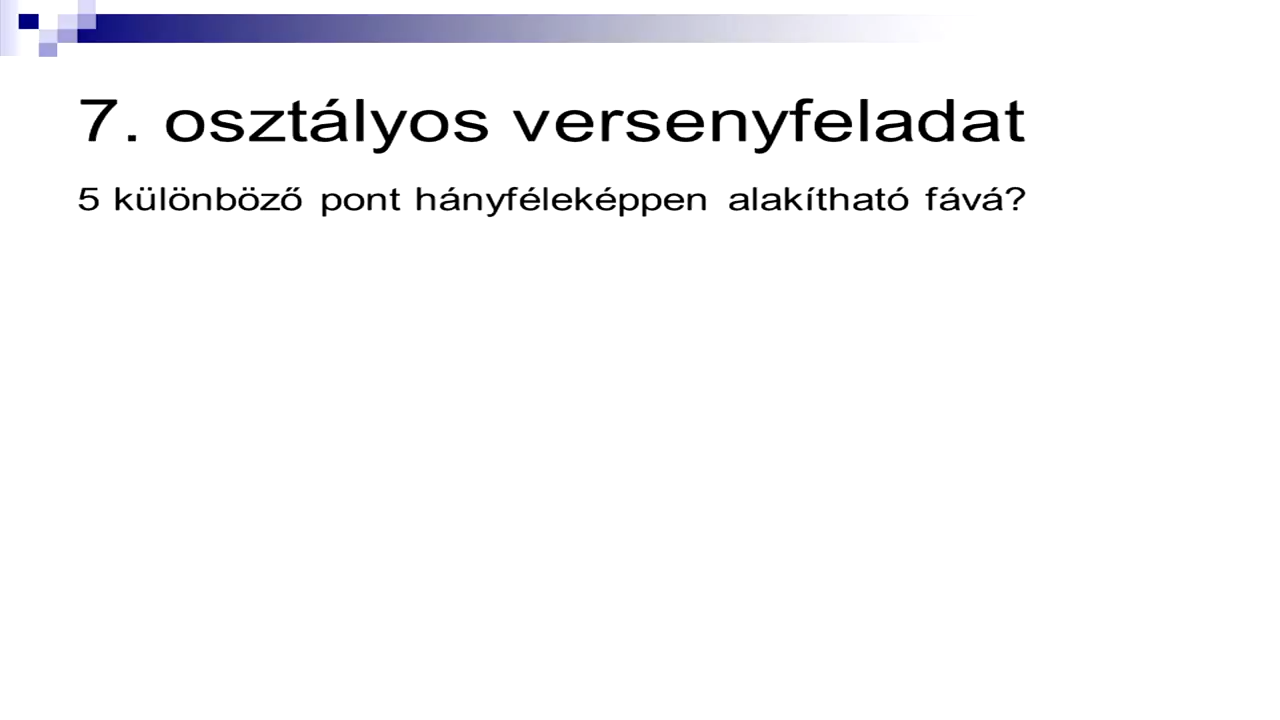 7. osztályos versenyfeladat
5 különböző pont hányféleképpen alakítható fává?